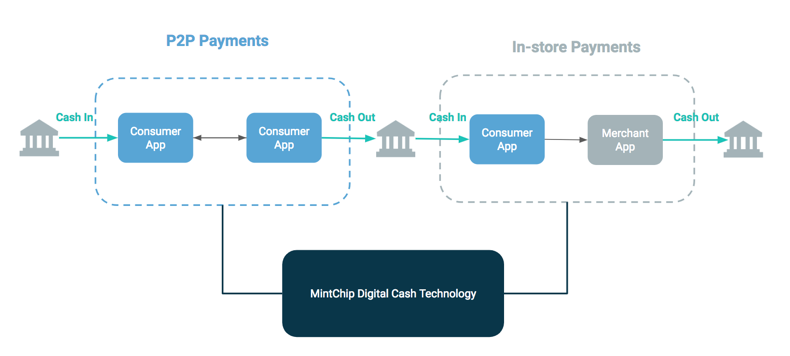 P2P Payments
In-store Payments
Cash In
Consumer
App
Consumer
App
Cash Out
Cash In
Consumer
App
Merchant
App
Cash Out
MintChip Digital Cash Technology